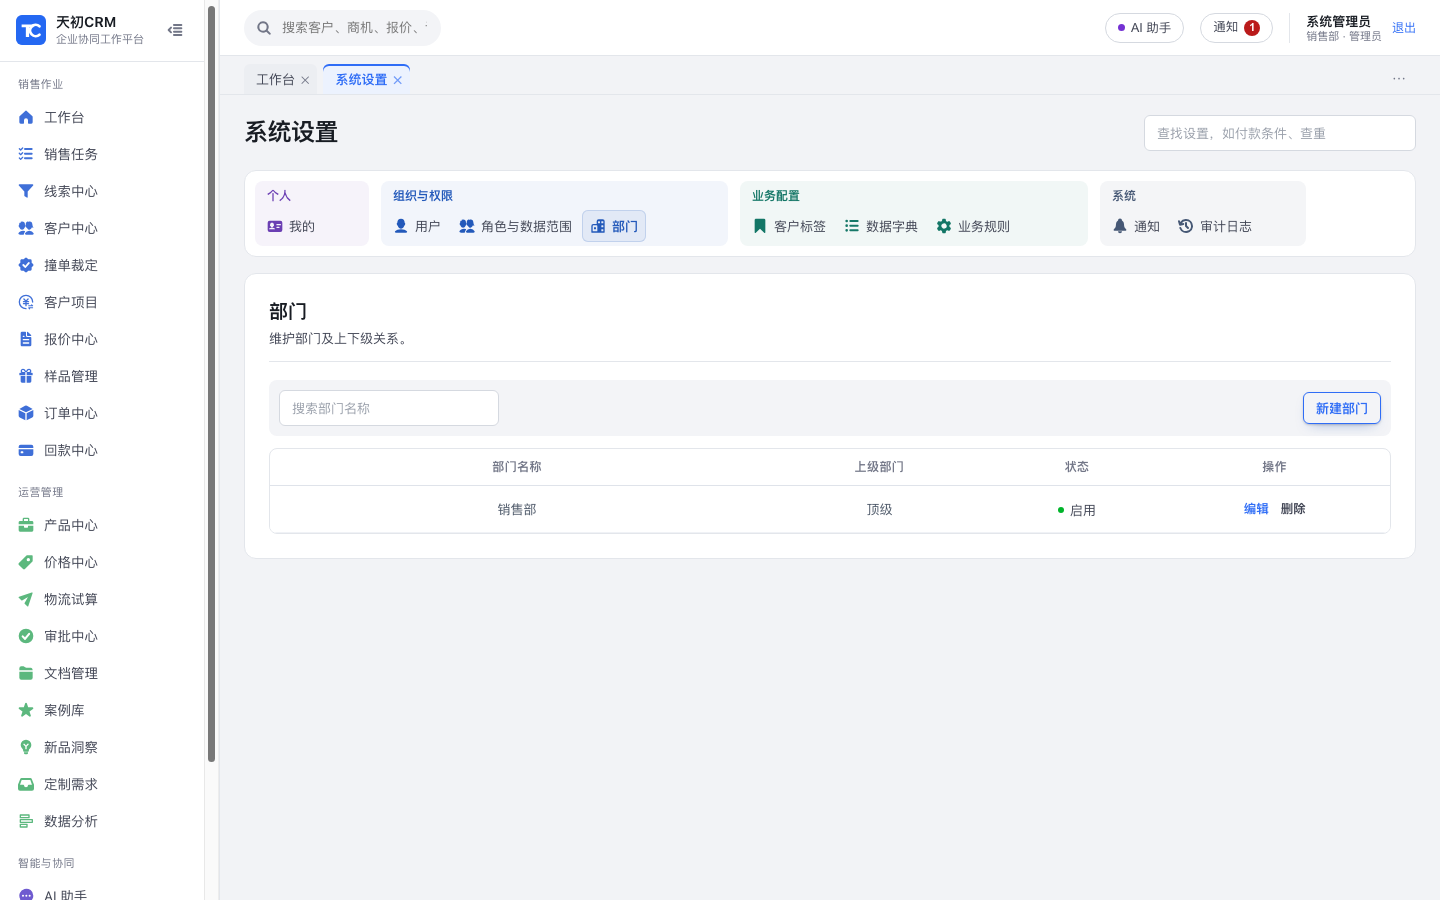 天初CRM
企业协同工作平台
搜索客户、商机、报价、
AI 助手
通知 1
系统管理员
销售部 · 管理员
退出
工作台
系统设置
销售作业
工作台
销售任务
线索中心
客户中心
撞单裁定
客户项目
报价中心
样品管理
订单中心
回款中心
运营管理
产品中心
价格中心
物流试算
审批中心
文档管理
案例库
新品洞察
定制需求
数据分析
智能与协同
AI 助手
系统设置
查找设置，如付款条件、查重
个人
我的
组织与权限
用户 角色与数据范围 部门
业务配置
客户标签 数据字典 业务规则
系统
通知 审计日志
部门
维护部门及上下级关系。
搜索部门名称
新建部门
部门名称 上级部门 状态 操作
销售部 顶级 启用 编辑 删除